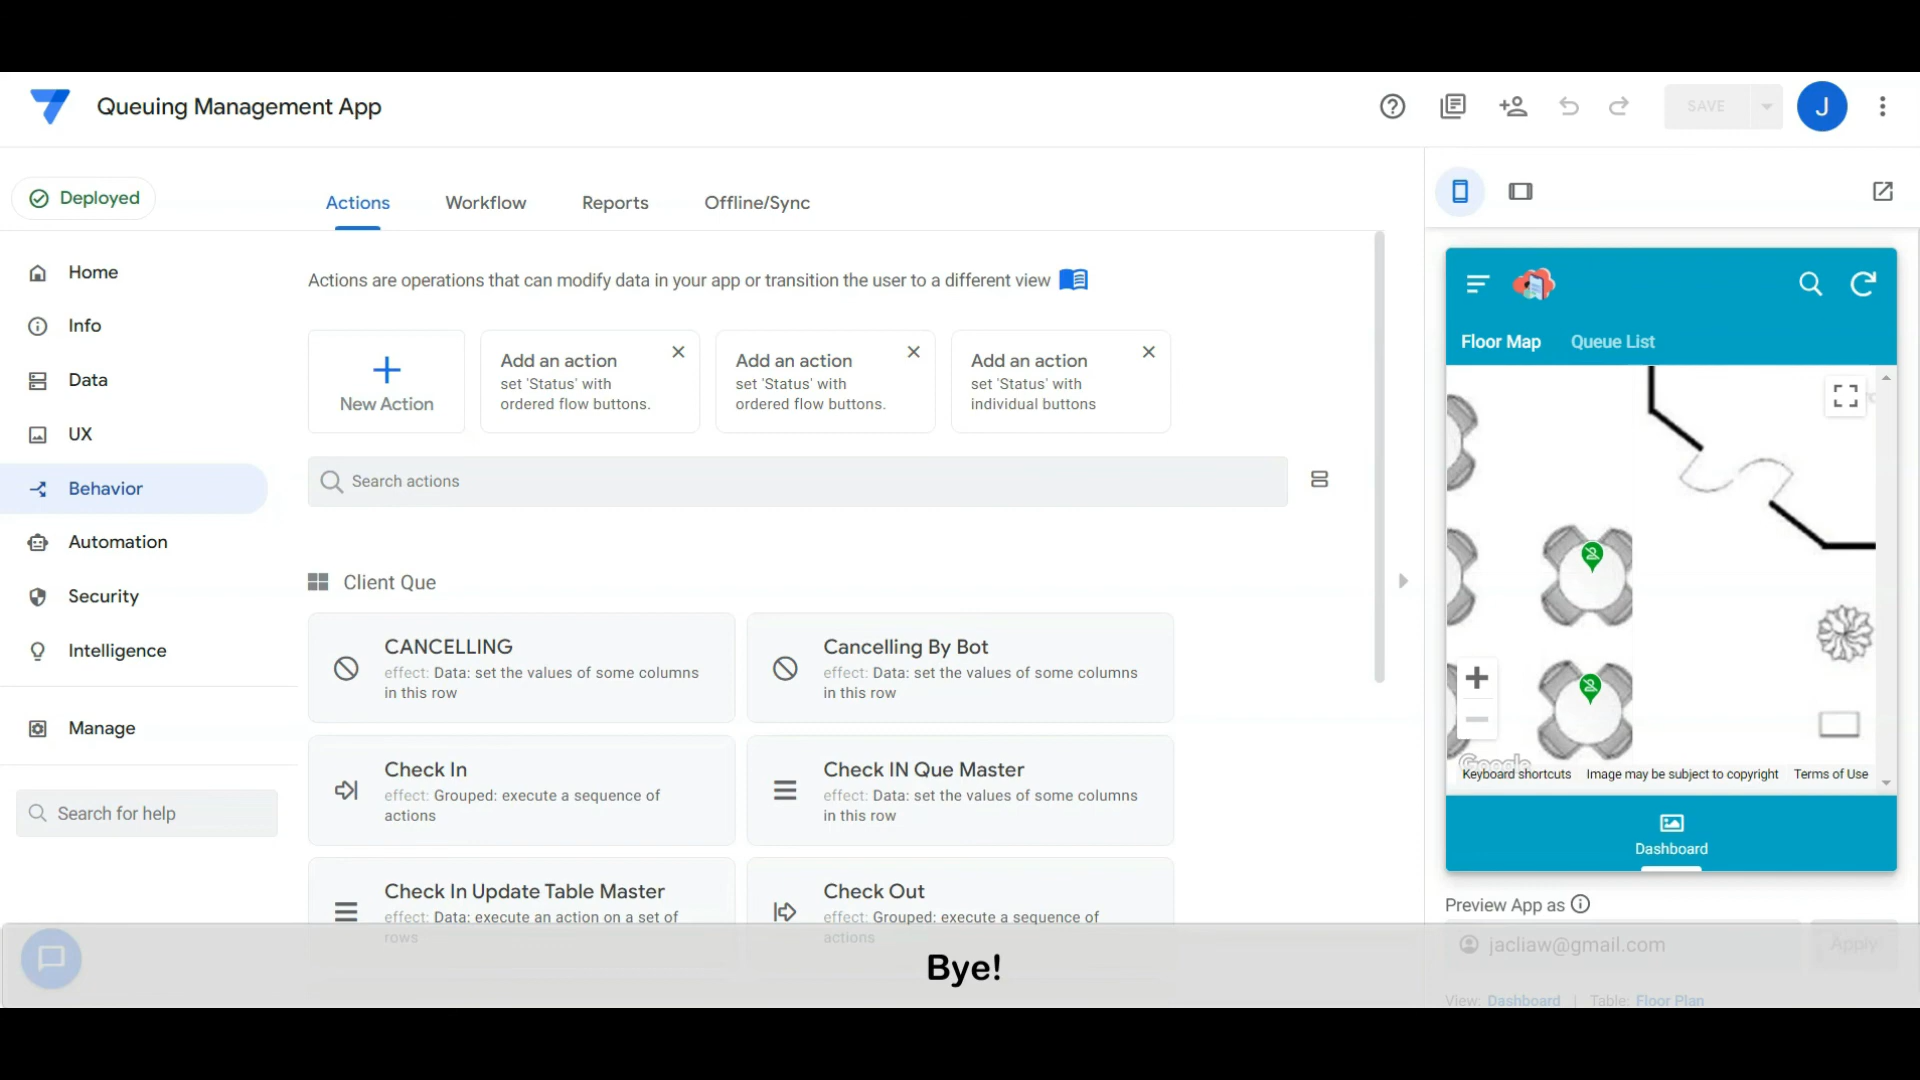 Queuing Management App
SAVE
J
Deployed
Actions
Workflow
Reports
Offline/Sync
Home
Info
Data
UX
Behavior
Automation
Security
Intelligence
Manage
Search for help
Actions are operations that can modify data in your app or transition the user to a different view
New Action
Add an action
set 'Status' with
ordered flow buttons.
Add an action
set 'Status' with
ordered flow buttons.
Add an action
set 'Status' with
individual buttons
Search actions
Client Que
CANCELLING
effect: Data: set the values of some columns
in this row
Cancelling By Bot
effect: Data: set the values of some columns
in this row
Check In
effect: Grouped: execute a sequence of
actions
Check IN Que Master
effect: Data: set the values of some columns
in this row
Check In Update Table Master
effect: Data: execute an action on a set of
rows
Check Out
effect: Grouped: execute a sequence of
actions
Floor Map
Queue List
Google
Keyboard shortcuts
Image may be subject to copyright
Terms of Use
Dashboard
Preview App as
jacliaw@gmail.com
Apply
View: Dashboard | Table: Floor Plan
Bye!